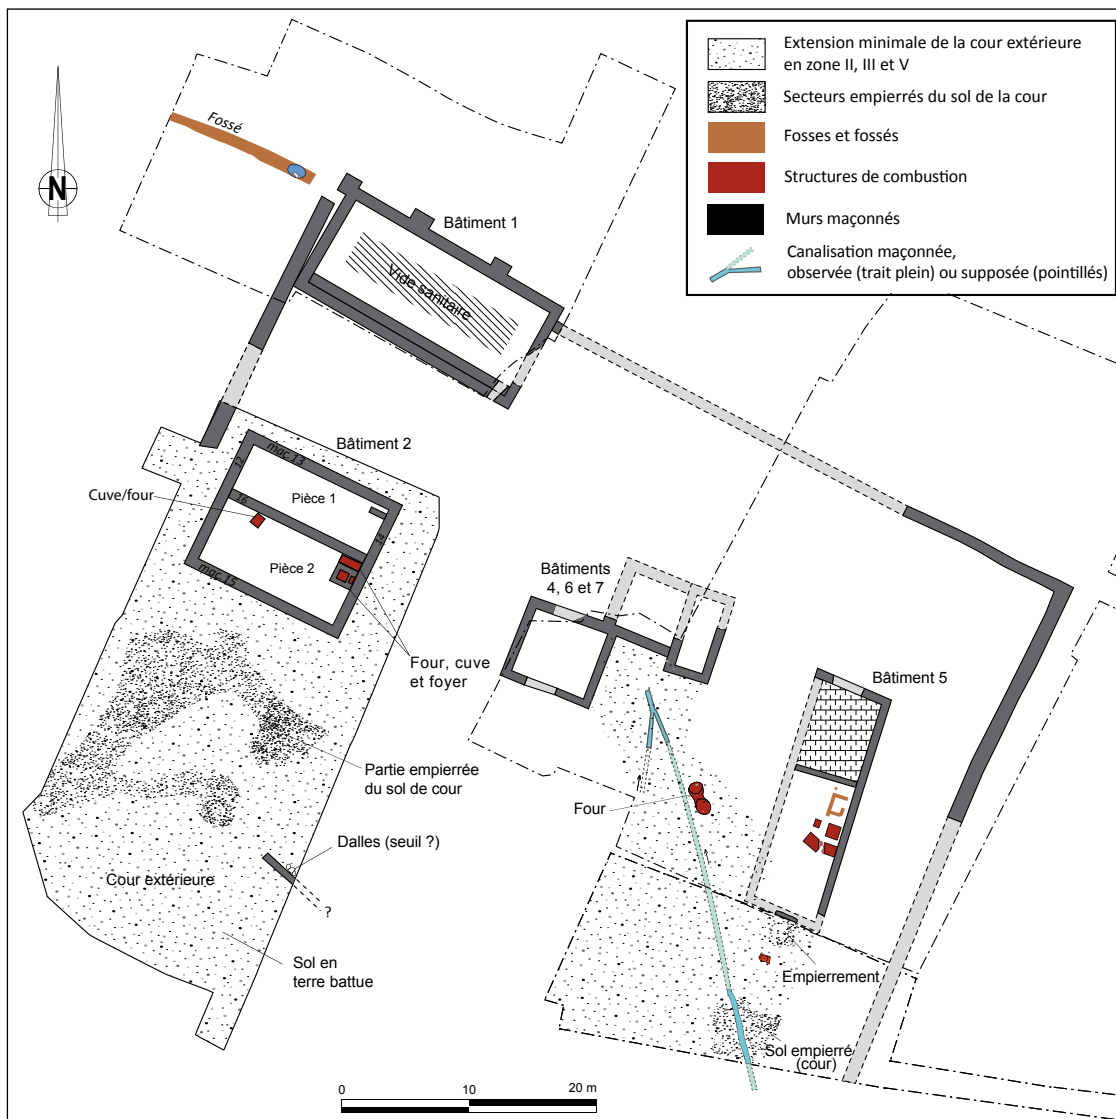 Extension minimale de la cour extérieure
en zone II, III et V
Secteurs empierrés du sol de la cour
Fosses et fossés
Structures de combustion
Murs maçonnés
Canalisation maçonnée,
observée (trait plein) ou supposée (pointillés)
Fossé
N
Bâtiment 1
Vide sanitaire
Bâtiment 2
mac.13
12
Cuve/four
16
Pièce 1
14
Pièce 2
mac.15
Bâtiments
4, 6 et 7
Four, cuve
et foyer
Bâtiment 5
Partie empierrée
du sol de cour
Four
Dalles (seuil ?)
Cour extérieure
?
Sol en
terre battue
Empierrement
Sol empierré
(cour)
0
10
20 m